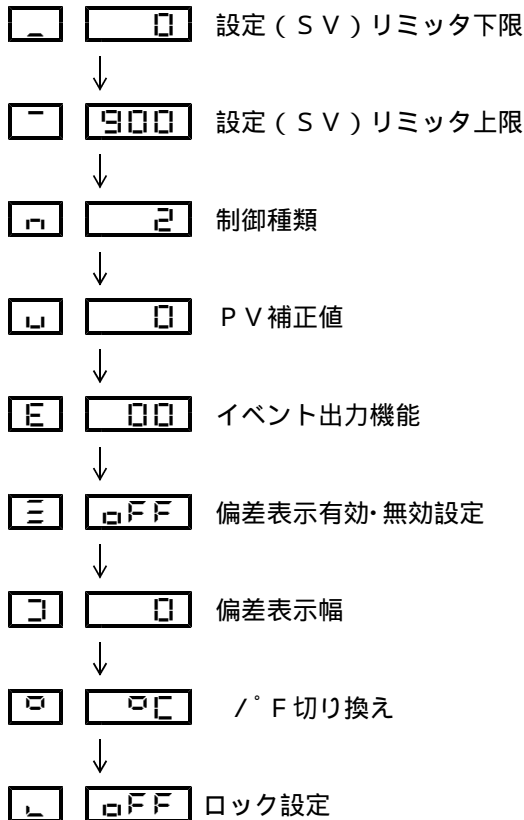 _ 0 設定(SV)リミッタ下限
↓
¯ 900 設定(SV)リミッタ上限
↓
n 2 制御種類
↓
u 0 PV補正値
↓
E 00 イベント出力機能
↓
Ξ oFF 偏差表示有効・無効設定
↓
コ 0 偏差表示幅
↓
o °C /°F切り換え
↓
L oFF ロック設定